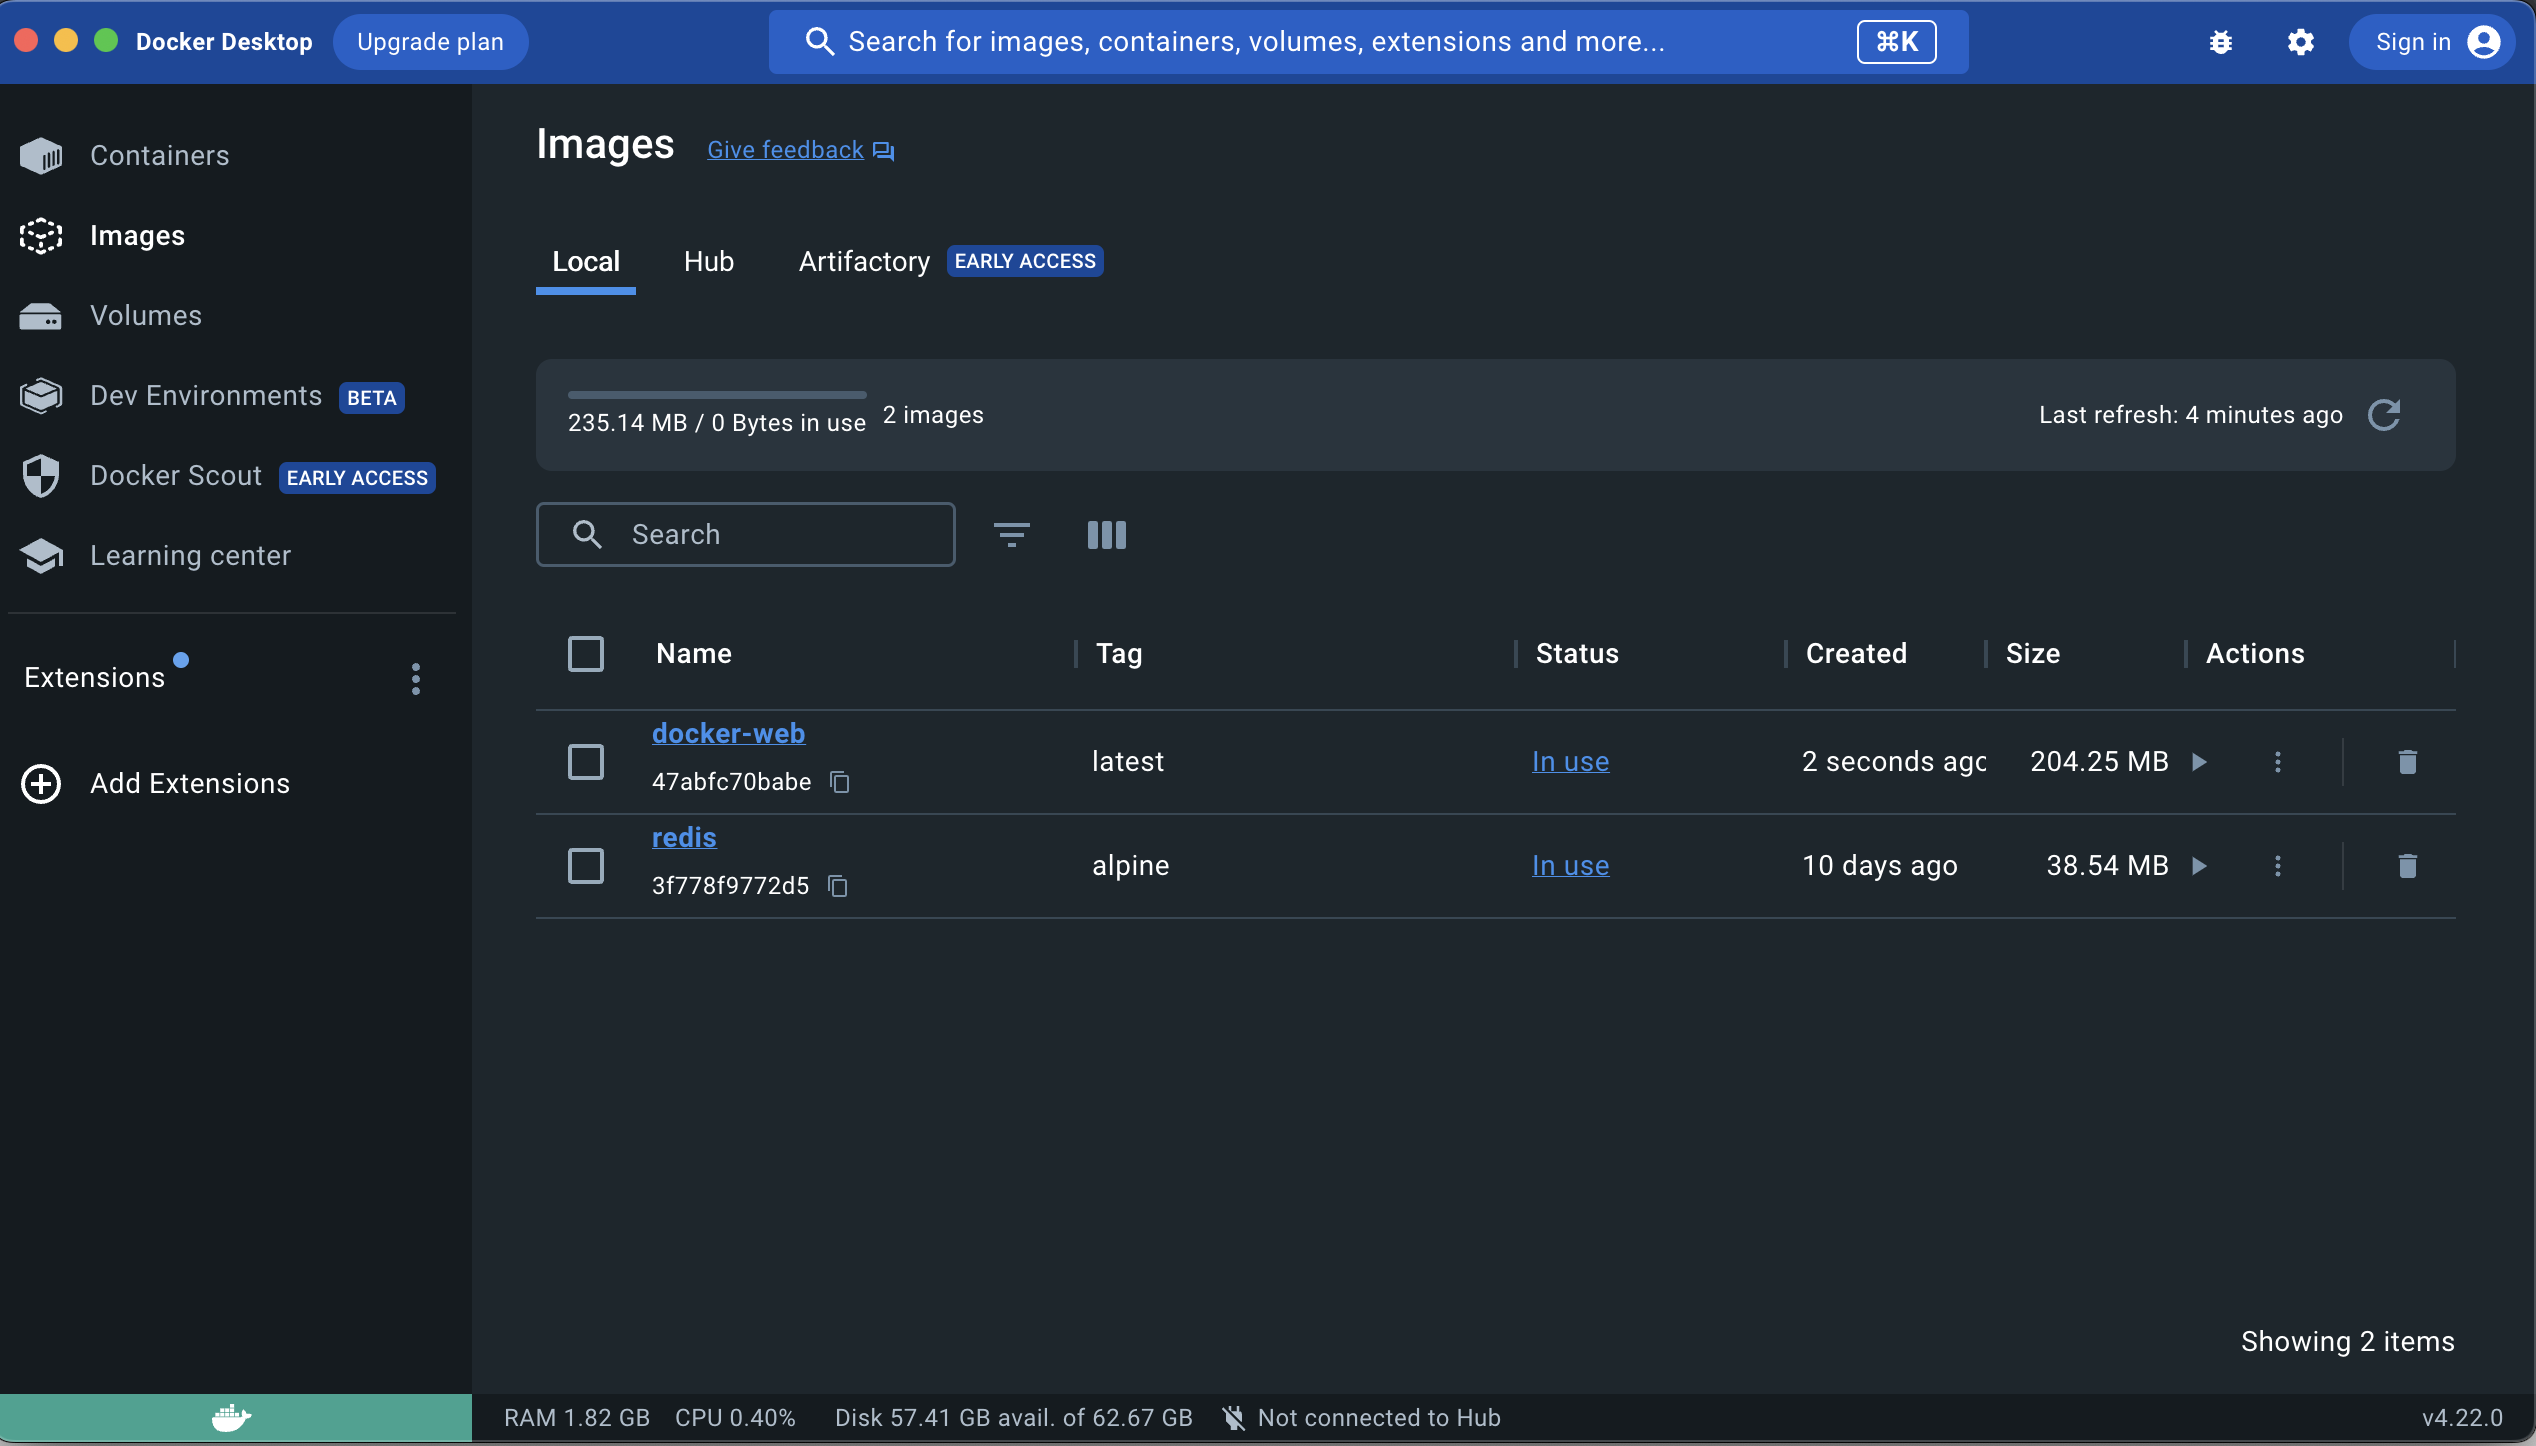 Docker Desktop
Upgrade plan
Search for images, containers, volumes, extensions and more...
⌘K
Sign in
Containers
Images
Volumes
Dev Environments BETA
Docker Scout EARLY ACCESS
Learning center
Extensions
Add Extensions
Images Give feedback
Local Hub Artifactory EARLY ACCESS
235.14 MB / 0 Bytes in use 2 images
Last refresh: 4 minutes ago
Search
Name Tag Status Created Size Actions
docker-web
47abfc70babe
latest In use 2 seconds ago 204.25 MB
redis
3f778f9772d5
alpine In use 10 days ago 38.54 MB
Showing 2 items
RAM 1.82 GB CPU 0.40% Disk 57.41 GB avail. of 62.67 GB Not connected to Hub v4.22.0